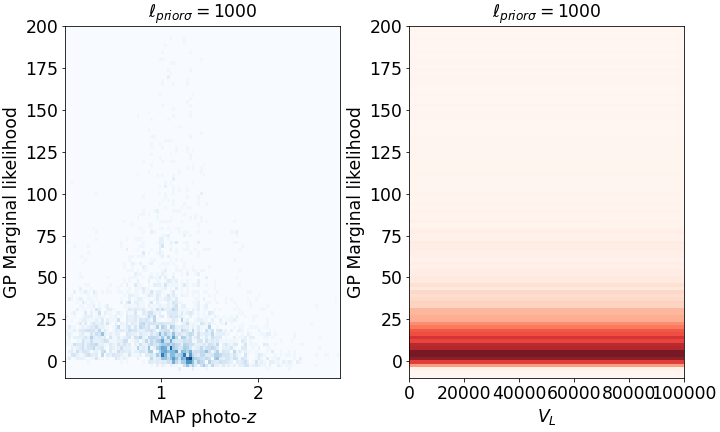 ℓ_{priorσ} = 1000
GP Marginal likelihood
200
175
150
125
100
75
50
25
0
1
2
MAP photo-z
ℓ_{priorσ} = 1000
GP Marginal likelihood
200
175
150
125
100
75
50
25
0
0 20000 40000 60000 80000 100000
V_L